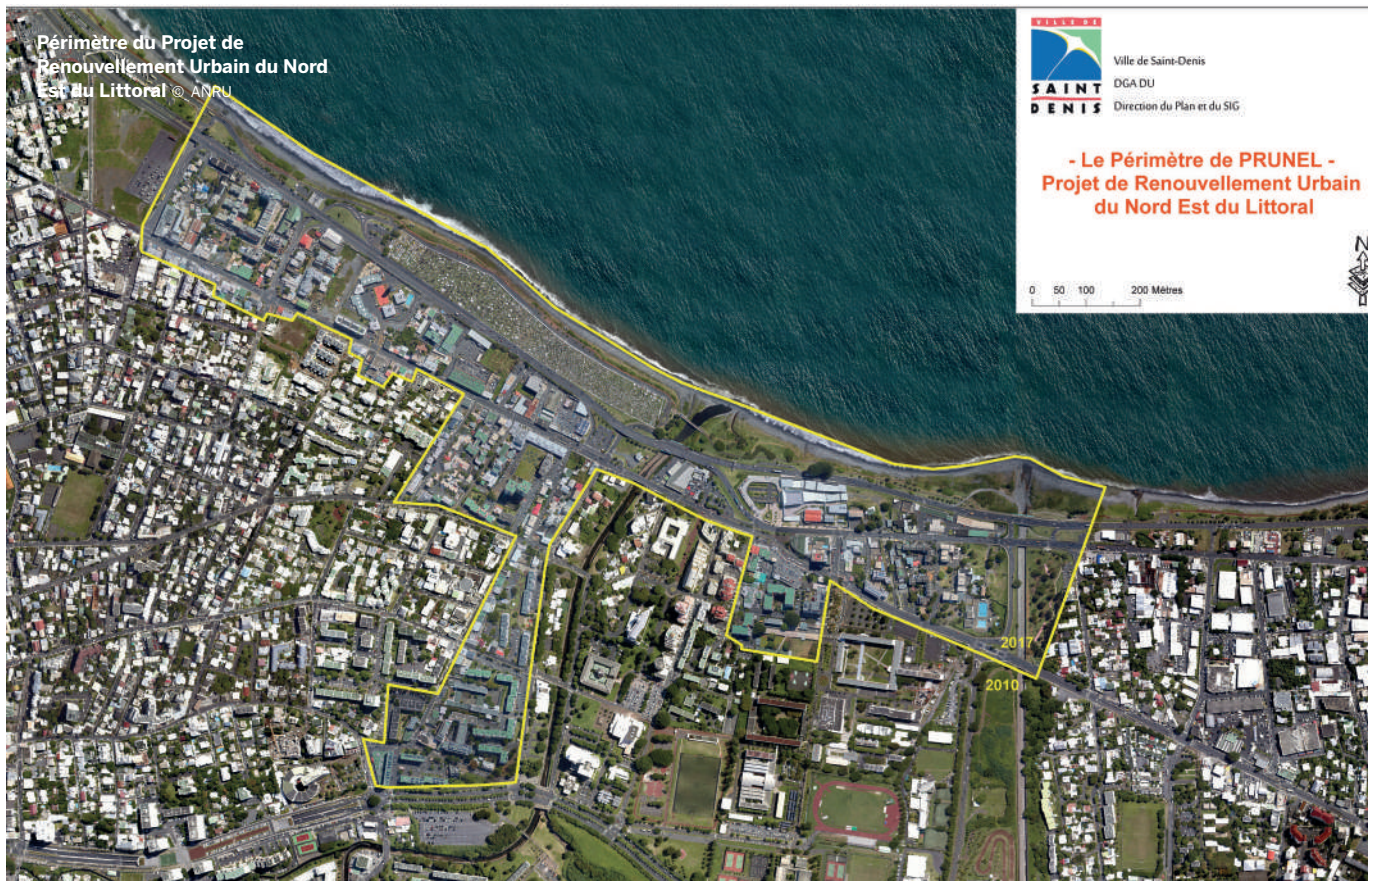 Périmètre du Projet de
Renouvellement Urbain du Nord
Est du Littoral © ANRU
VILLE DE
SAINT
DENIS
Ville de Saint-Denis
DGA DU
Direction du Plan et du SIG
- Le Périmètre de PRUNEL -
Projet de Renouvellement Urbain
du Nord Est du Littoral
N
0 50 100 200 Mètres
2017
2010